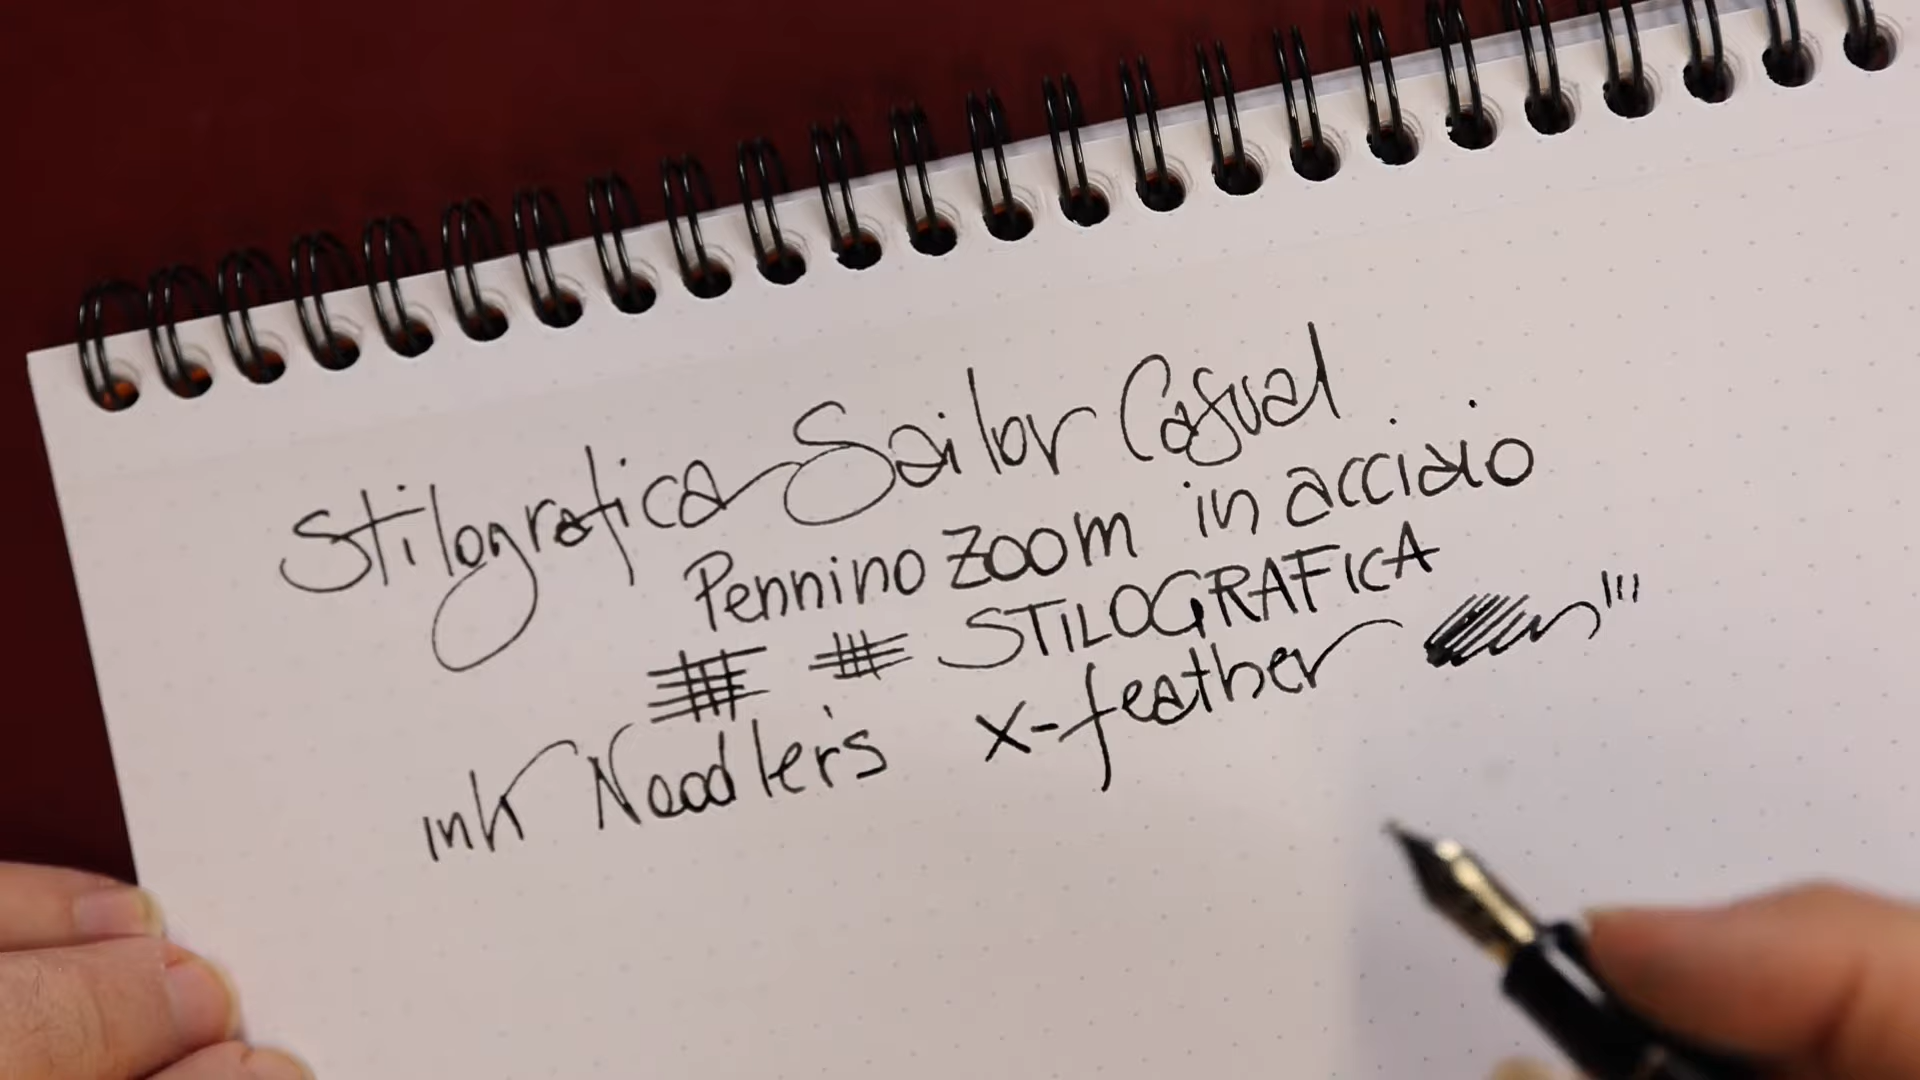 Stilografica Sailor Casual
Pennino zoom in acciaio
STILOGRAFICA
ink Noodler's x-feather